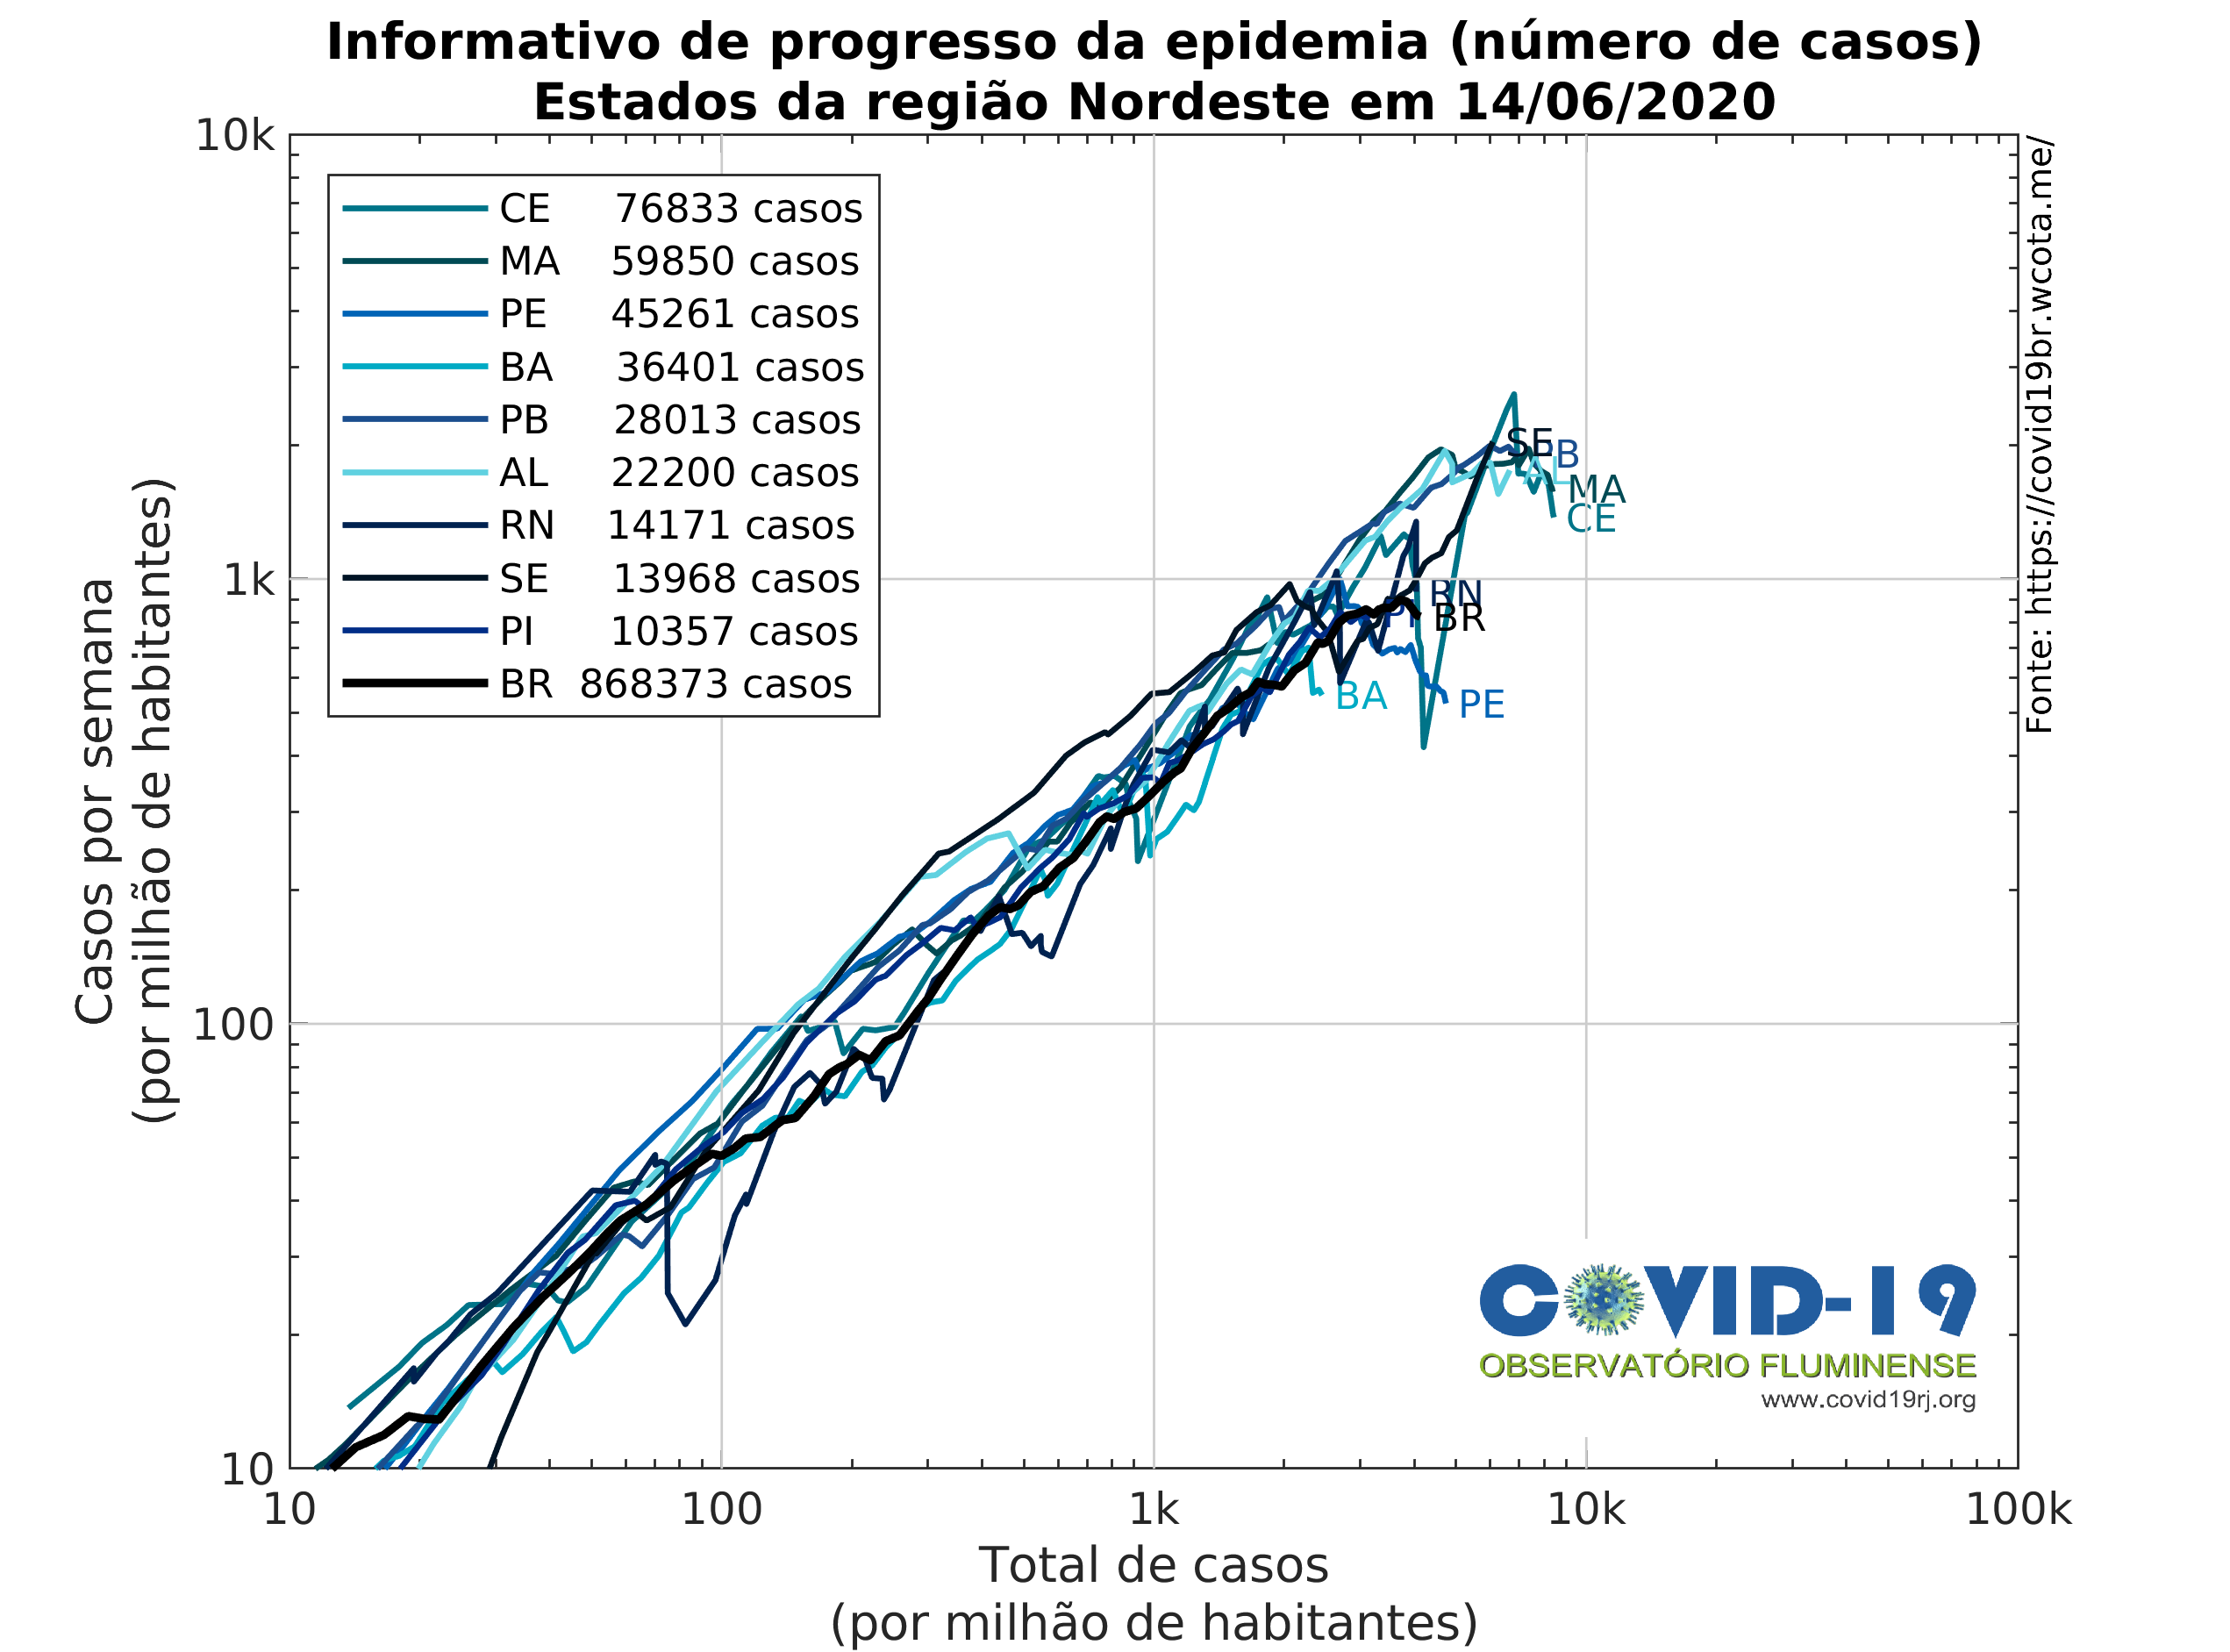 Informativo de progresso da epidemia (número de casos)
Estados da região Nordeste em 14/06/2020
10k
1k
100
10
Casos por semana
(por milhão de habitantes)
CE 76833 casos
MA 59850 casos
PE 45261 casos
BA 36401 casos
PB 28013 casos
AL 22200 casos
RN 14171 casos
SE 13968 casos
PI 10357 casos
BR 868373 casos
SE
PB
AL
MA
CE
RN
PI
BR
BA
PE
Fonte: https://covid19br.wcota.me/
COVID-19
OBSERVATÓRIO FLUMINENSE
www.covid19rj.org
10
100
1k
10k
100k
Total de casos
(por milhão de habitantes)